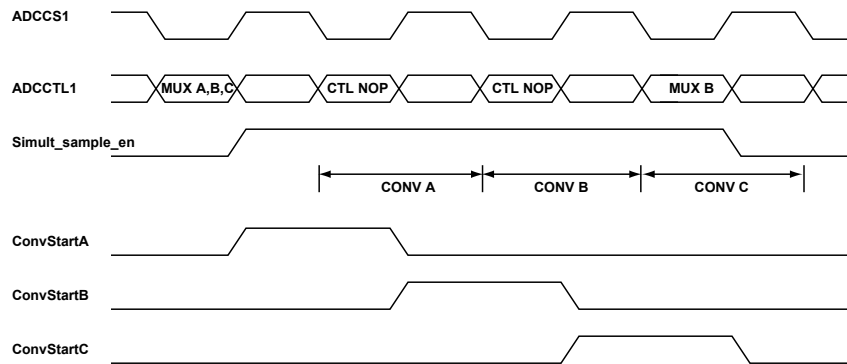 ADCCS1
ADCCTL1
MUX A,B,C
CTL NOP
CTL NOP
MUX B
Simult_sample_en
CONV A
CONV B
CONV C
ConvStartA
ConvStartB
ConvStartC